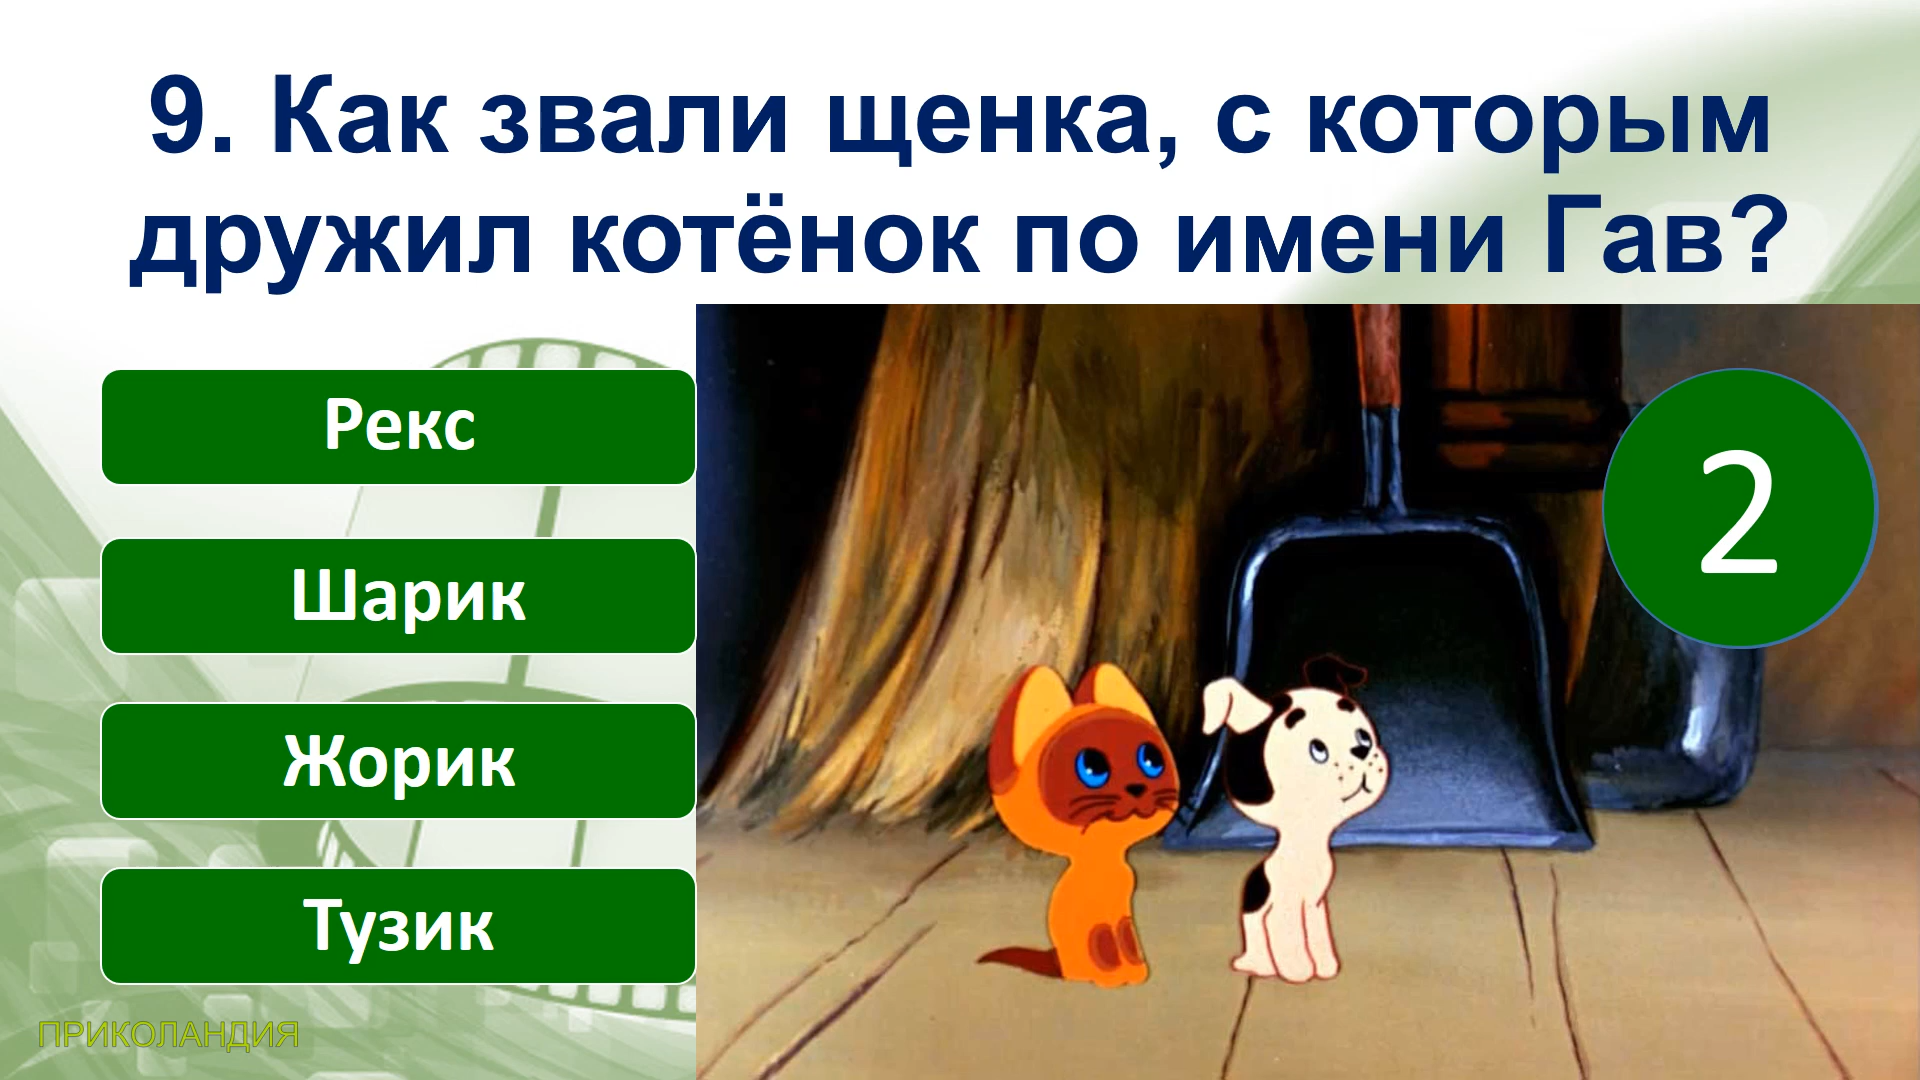 9. Как звали щенка, с которым
дружил котёнок по имени Гав?
Рекс
2
Шарик
Жорик
Тузик
ПРИКОЛАНДИЯ